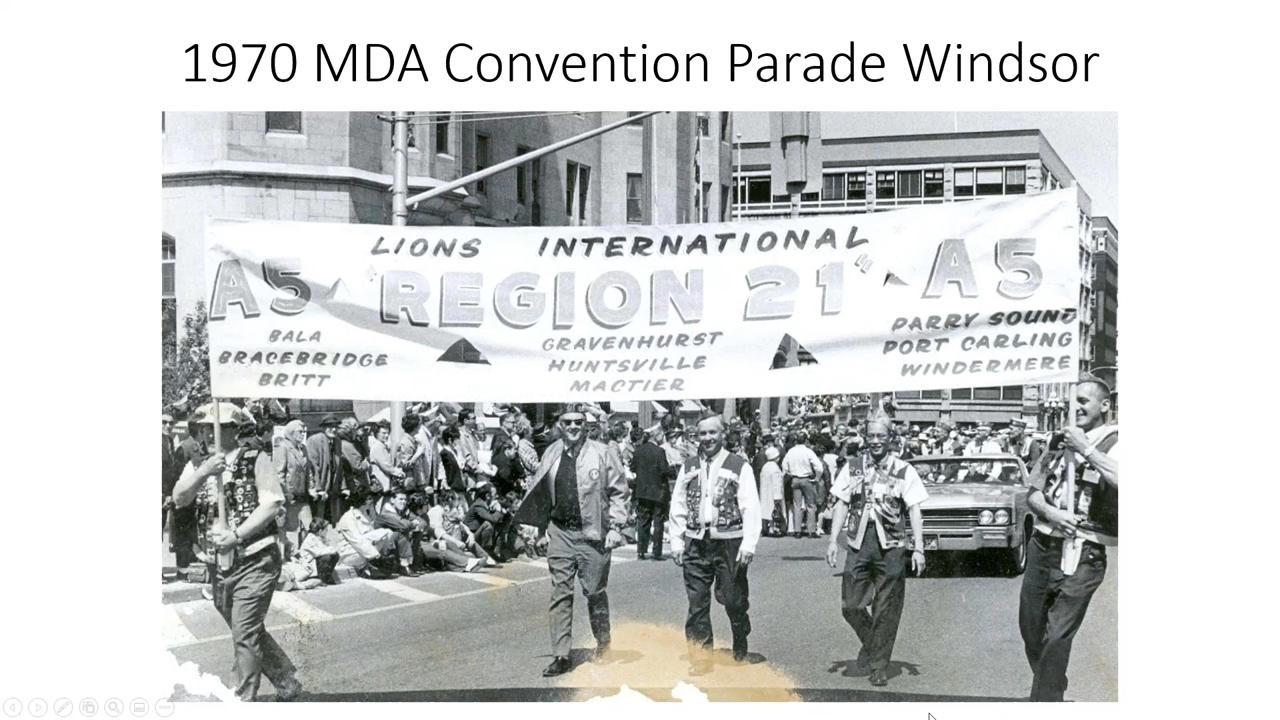 1970 MDA Convention Parade Windsor
LIONS INTERNATIONAL
A5 "REGION 21" A5
BALA
BRACEBRIDGE
BRITT
GRAVENHURST
HUNTSVILLE
MACTIER
PARRY SOUND
PORT CARLING
WINDERMERE